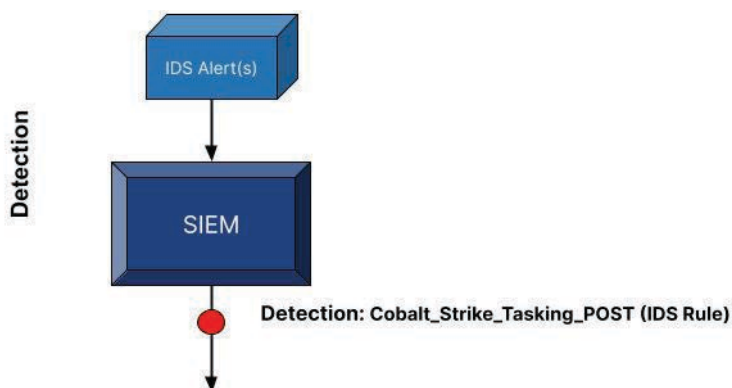 IDS Alert(s)
Detection
SIEM
Detection: Cobalt_Strike_Tasking_POST (IDS Rule)